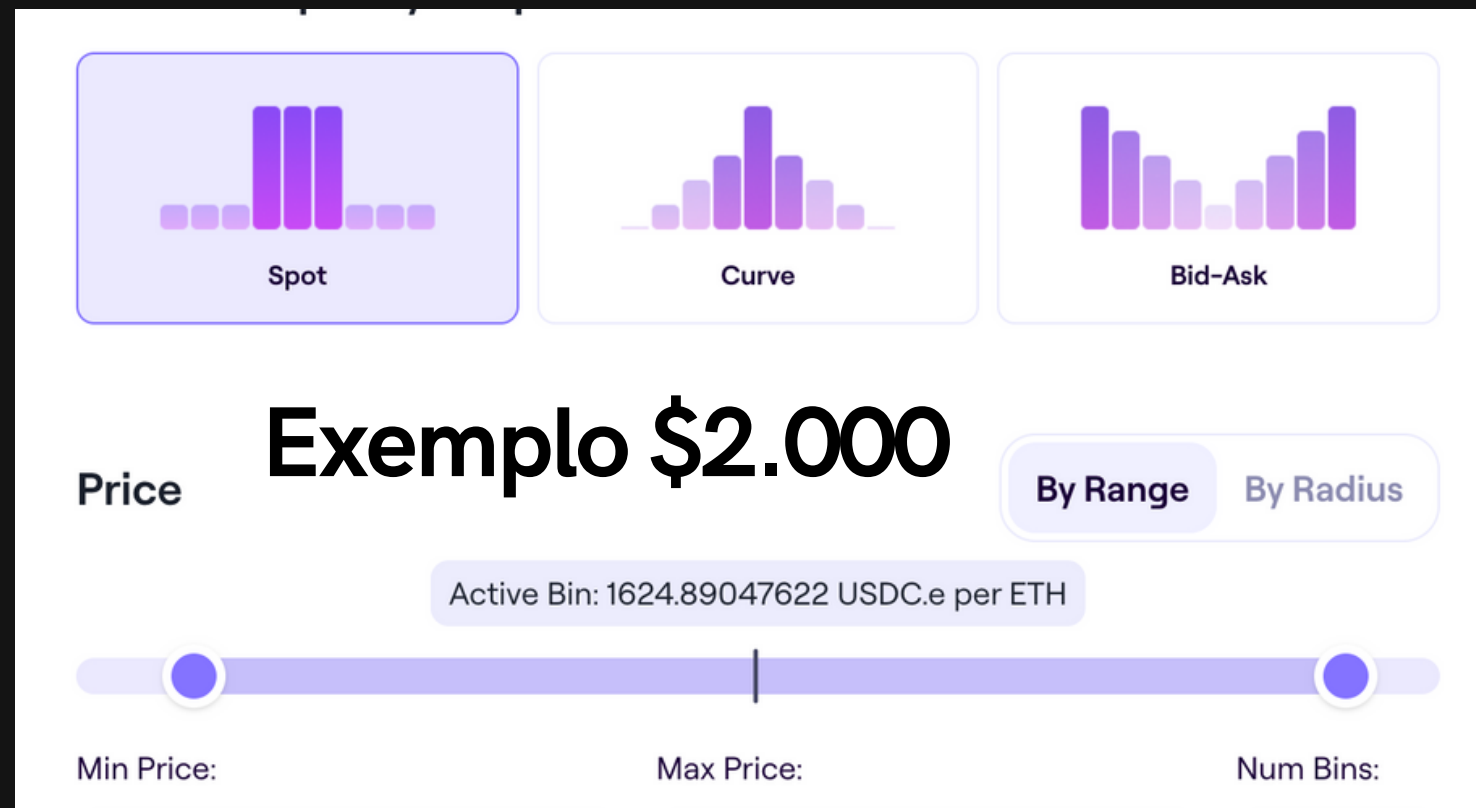 Spot
Curve
Bid-Ask
Exemplo $2.000
Price
By Range
By Radius
Active Bin: 1624.89047622 USDC.e per ETH
Min Price:
Max Price:
Num Bins: